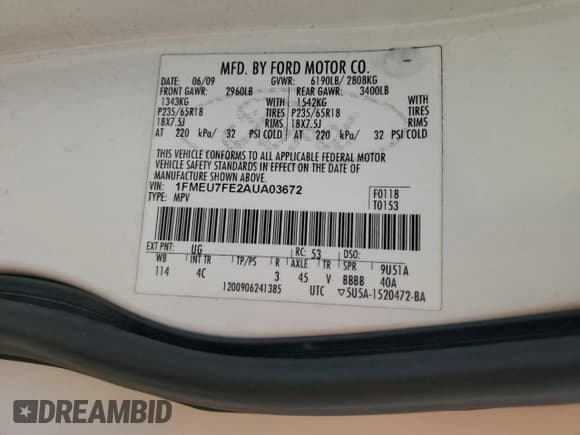 MFD. BY FORD MOTOR CO.
DATE: 06/09 GVWR: 6190LB/ 2808KG
FRONT GAWR: 2960LB REAR GAWR: 3400LB
1343KG WITH 1542KG WITH
P235/65R18 TIRES P235/65R18 TIRES
18X7.5J RIMS 18X7.5J RIMS
AT 220 kPa/ 32 PSI COLD AT 220 kPa/ 32 PSI COLD
THIS VEHICLE CONFORMS TO ALL APPLICABLE FEDERAL MOTOR
VEHICLE SAFETY STANDARDS IN EFFECT ON THE DATE OF
MANUFACTURE SHOWN ABOVE.
VIN: 1FMEU7FE2AUA03672 F0118
TYPE: MPV T0153
EXT PNT: UG RC: 53 DSO:
WB INT TR TP/PS R AXLE TR SPR 9U51A
114 4C 3 45 V BBBB 40A
1200906241385 UTC ▽5U5A-1520472-BA
DREAMBID